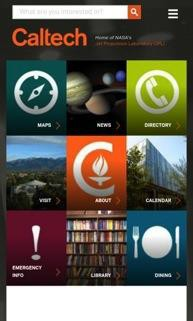 What are you interested in?
Caltech
Home of NASA's
Jet Propulsion Laboratory (JPL)
MAPS
NEWS
DIRECTORY
VISIT
ABOUT
CALENDAR
EMERGENCY
INFO
LIBRARY
DINING